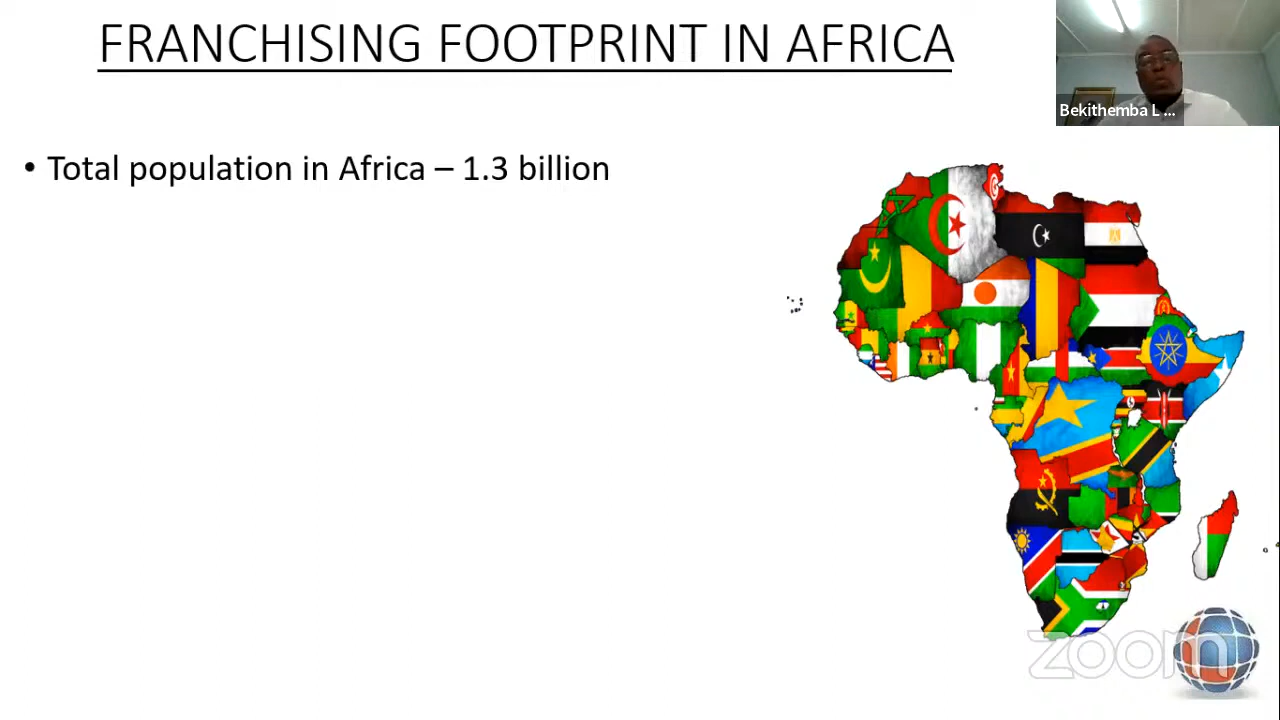 FRANCHISING FOOTPRINT IN AFRICA
Bekithemba L ...
• Total population in Africa – 1.3 billion
zoom